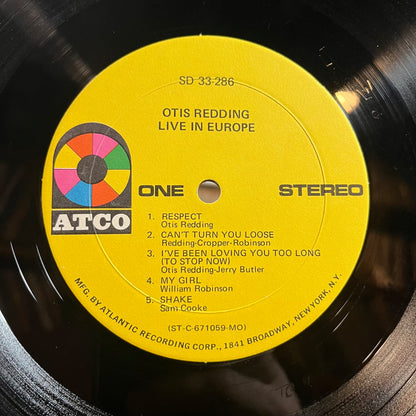 SD 33-286
OTIS REDDING
LIVE IN EUROPE
ATCO
ONE
STEREO
1. RESPECT
Otis Redding
2. CAN'T TURN YOU LOOSE
Redding-Cropper-Robinson
3. I'VE BEEN LOVING YOU TOO LONG
(TO STOP NOW)
Otis Redding-Jerry Butler
4. MY GIRL
William Robinson
5. SHAKE
Sam Cooke
(ST-C-671059-MO)
MFG. BY ATLANTIC RECORDING CORP., 1841 BROADWAY, NEW YORK, N.Y.